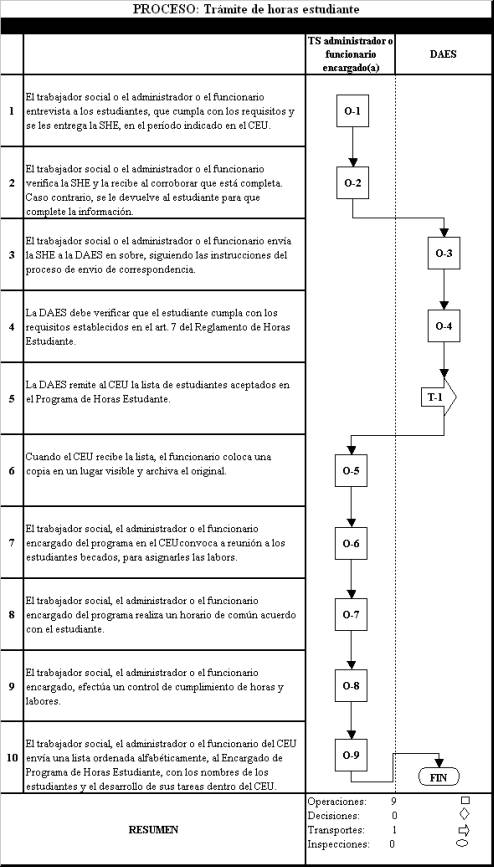 PROCESO: Trámite de horas estudiante
TS administrador o
funcionario
encargado(a)
DAES
1
El trabajador social o el administrador o el funcionario
entrevista a los estudiantes, que cumpla con los requisitos y
se les entrega la SHE, en el período indicado en el CEU.
O-1
2
El trabajador social o el administrador o el funcionario
verifica la SHE y la recibe al corroborar que está completa.
Caso contrario, se le devuelve al estudiante para que
complete la información.
O-2
3
El trabajador social o el administrador o el funcionario envía
la SHE a la DAES en sobre, siguiendo las instrucciones del
proceso de envio de correspondencia.
O-3
4
La DAES debe verificar que el estudiante cumpla con los
requisitos establecidos en el art. 7 del Reglamento de Horas
Estudiante.
O-4
5
La DAES remite al CEU la lista de estudiantes aceptados en
el Programa de Horas Estudante.
T-1
6
Cuando el CEU recibe la lista, el funcionario coloca una
copia en un lugar visible y archiva el original.
O-5
7
El trabajador social, el administrador o el funcionario
encargado del programa en el CEUconvoca a reunión a los
estudiantes becados, para asignarles las labors.
O-6
8
El trabajador social, el administrador o el funcionario
encargado del programa realiza un horario de común acuerdo
con el estudiante.
O-7
9
El trabajador social, el administrador o el funcionario
encargado, efectúa un control de cumplimiento de horas y
labores.
O-8
10
El trabajador social, el administrador o el funcionario del CEU
envía una lista ordenada alfabéticamente, al Encargado de
Programa de Horas Estudiante, con los nombres de los
estudiantes y el desarrollo de sus tareas dentro del CEU.
O-9
FIN
RESUMEN
Operaciones: 9
Decisiones: 0
Transportes: 1
Inspecciones: 0